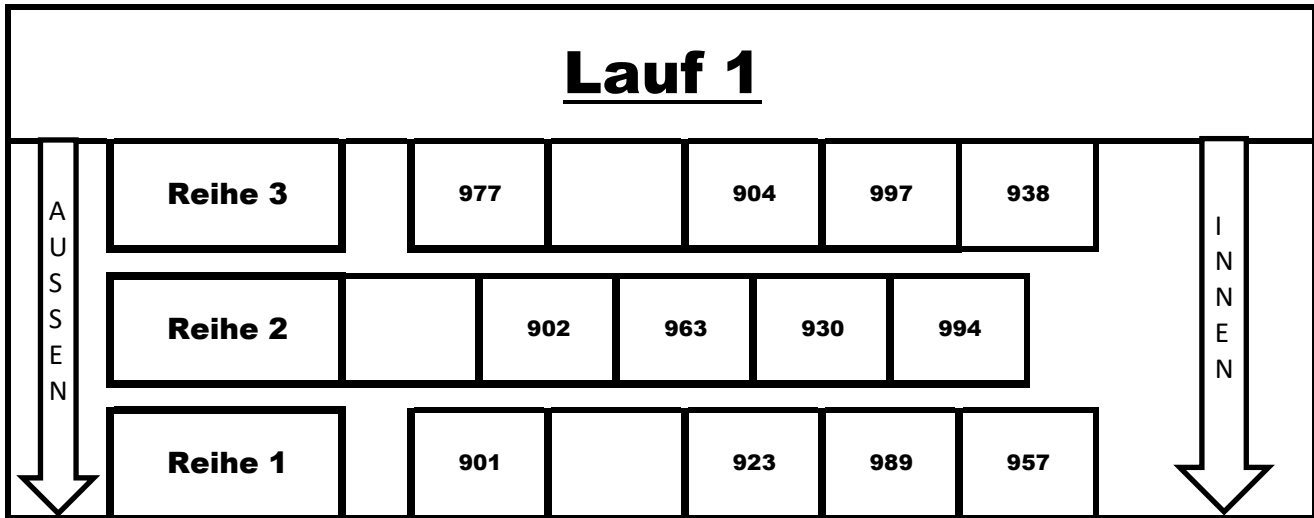 Lauf 1
AUSSEN
Reihe 3 977 904 997 938
Reihe 2 902 963 930 994
Reihe 1 901 923 989 957
INNEN